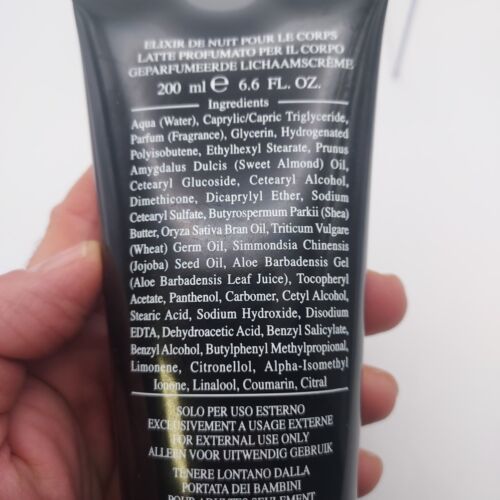 ELIXIR DE NUIT POUR LE CORPS
LATTE PROFUMATO PER IL CORPO
GEPARFUMEERDE LICHAAMSCRÈME
200 ml ℮ 6.6 FL. OZ.
Ingredients
Aqua (Water), Caprylic/Capric Triglyceride,
Parfum (Fragrance), Glycerin, Hydrogenated
Polyisobutene, Ethylhexyl Stearate, Prunus
Amygdalus Dulcis (Sweet Almond) Oil,
Cetearyl Glucoside, Cetearyl Alcohol,
Dimethicone, Dicaprylyl Ether, Sodium
Cetearyl Sulfate, Butyrospermum Parkii (Shea)
Butter, Oryza Sativa Bran Oil, Triticum Vulgare
(Wheat) Germ Oil, Simmondsia Chinensis
(Jojoba) Seed Oil, Aloe Barbadensis Gel
(Aloe Barbadensis Leaf Juice), Tocopheryl
Acetate, Panthenol, Carbomer, Cetyl Alcohol,
Stearic Acid, Sodium Hydroxide, Disodium
EDTA, Dehydroacetic Acid, Benzyl Salicylate,
Benzyl Alcohol, Butylphenyl Methylpropional,
Limonene, Citronellol, Alpha-Isomethyl
Ionone, Linalool, Coumarin, Citral
SOLO PER USO ESTERNO
EXCLUSIVEMENT A USAGE EXTERNE
FOR EXTERNAL USE ONLY
ALLEEN VOOR UITWENDIG GEBRUIK
TENERE LONTANO DALLA
PORTATA DEI BAMBINI
POUR ADULTES SEULEMENT